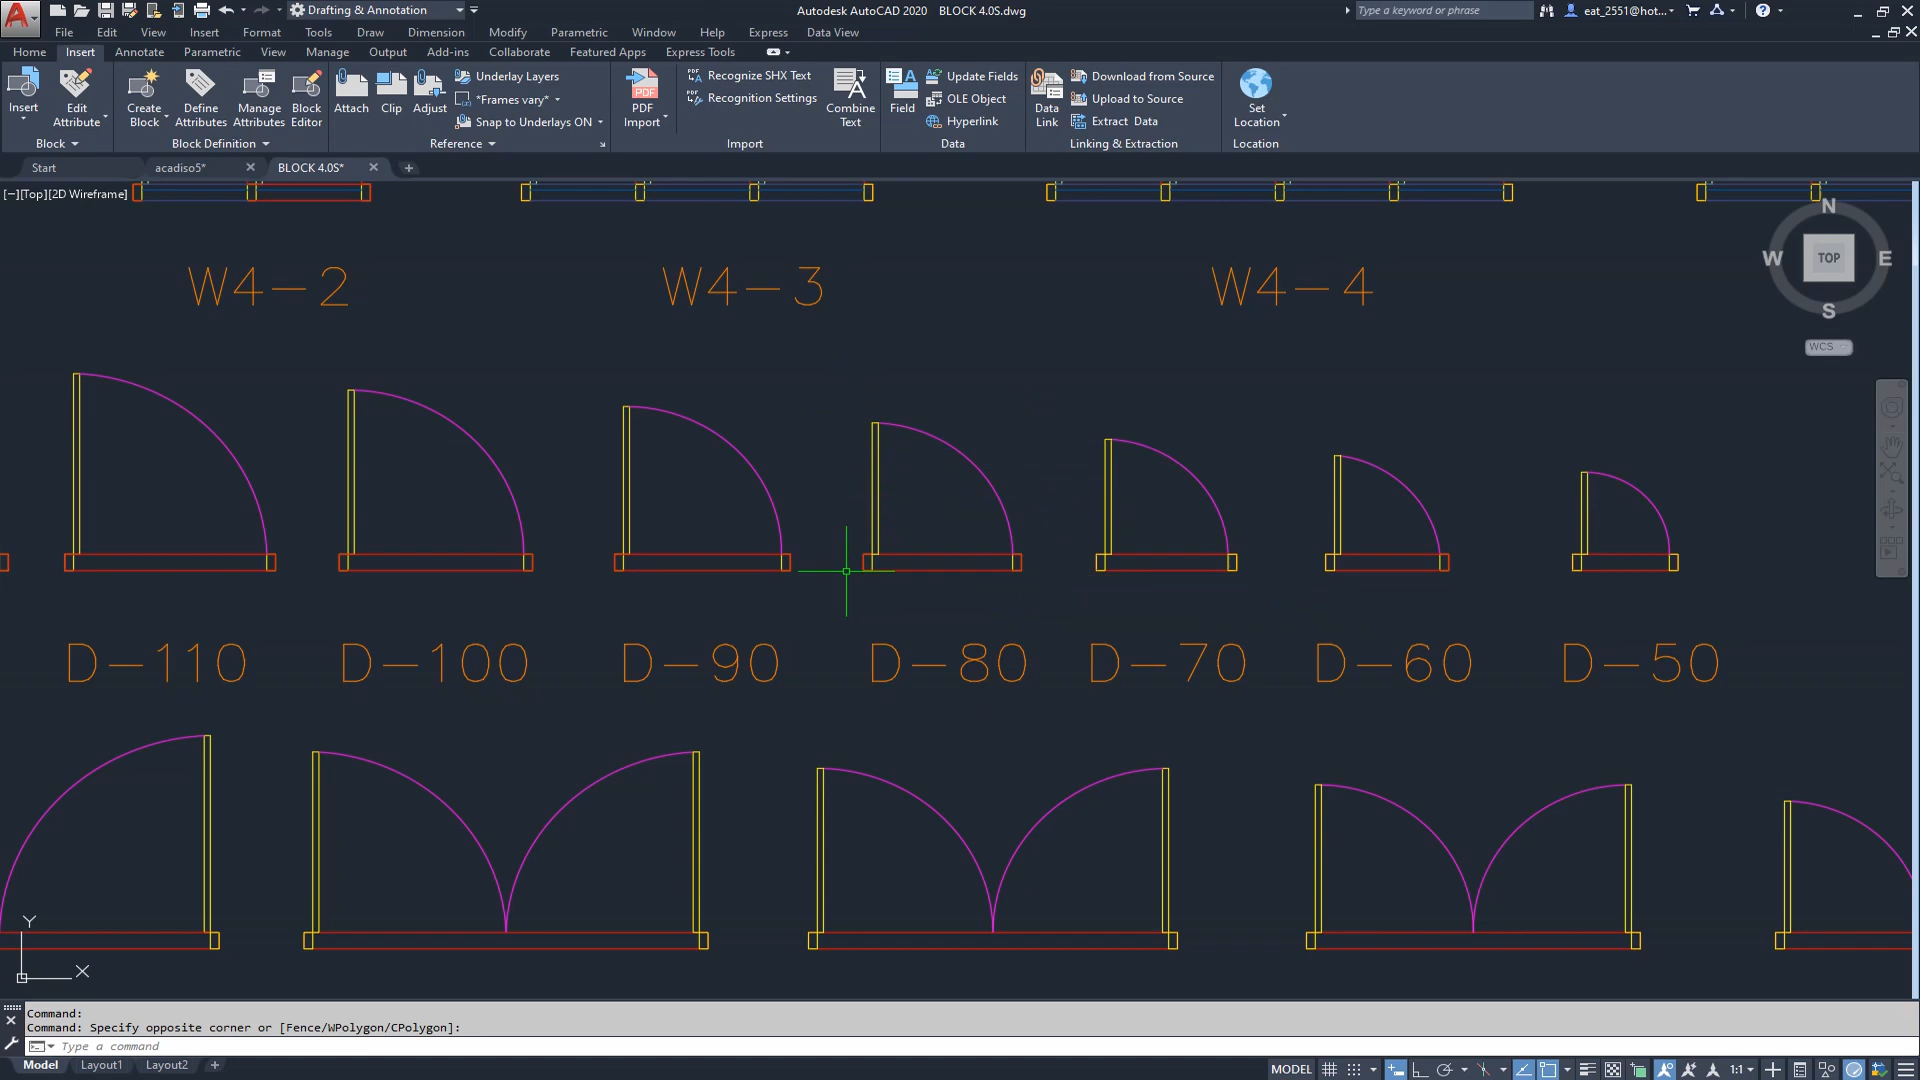 Drafting & Annotation
Autodesk AutoCAD 2020 BLOCK 4.0S.dwg
Type a keyword or phrase
eat_2551@hot...
File Edit View Insert Format Tools Draw Dimension Modify Parametric Window Help Express Data View
Home Insert Annotate Parametric View Manage Output Add-ins Collaborate Featured Apps Express Tools
Insert
Edit Attribute
Create Block
Define Attributes
Manage Attributes
Block Editor
Attach
Clip
Adjust
Underlay Layers
*Frames vary*
Snap to Underlays ON
PDF
PDF Import
Recognize SHX Text
Recognition Settings
Combine Text
Field
Update Fields
OLE Object
Hyperlink
Data Link
Download from Source
Upload to Source
Extract Data
Set Location
Block
Block Definition
Reference
Import
Data
Linking & Extraction
Location
Start
acadiso5*
BLOCK 4.0S*
[−][Top][2D Wireframe]
N
W
TOP
E
S
WCS
W4-2
W4-3
W4-4
D-110
D-100
D-90
D-80
D-70
D-60
D-50
Y
X
Command:
Command: Specify opposite corner or [Fence/WPolygon/CPolygon]:
Type a command
Model
Layout1
Layout2
MODEL
1:1